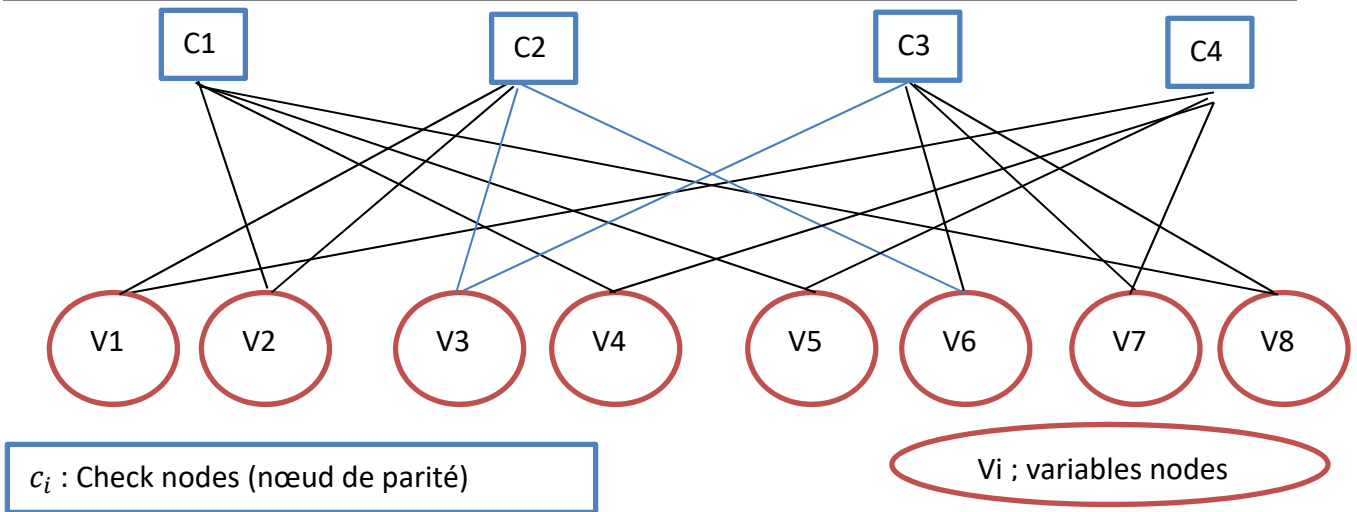 C1
C2
C3
C4
V1
V2
V3
V4
V5
V6
V7
V8
𝑐𝑖 : Check nodes (nœud de parité)
Vi ; variables nodes